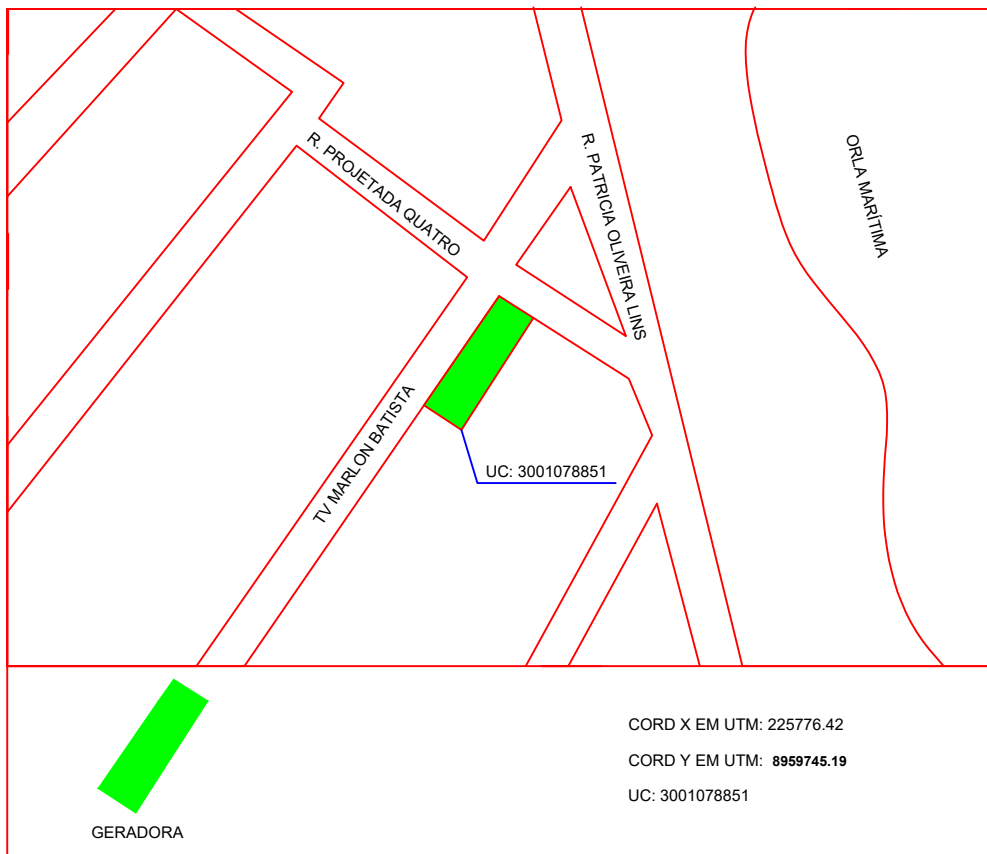 R. PROJETADA QUATRO
R. PATRICIA OLIVEIRA LINS
ORLA MARÍTIMA
TV MARLON BATISTA
UC: 3001078851
CORD X EM UTM: 225776.42
CORD Y EM UTM: 8959745.19
UC: 3001078851
GERADORA